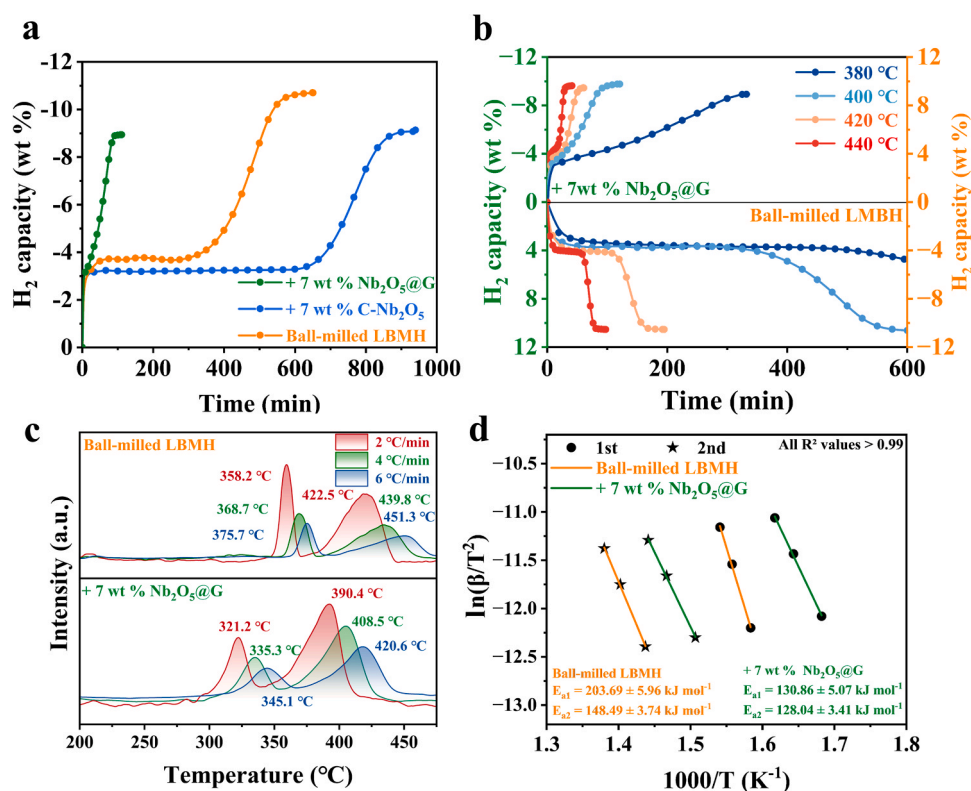 a
H₂ capacity (wt %)
-12
-10
-8
-6
-4
-2
0
+ 7 wt % Nb₂O₅@G
+ 7 wt % C-Nb₂O₅
Ball-milled LBMH
0 200 400 600 800 1000
Time (min)
b
H₂ capacity (wt %)
H₂ capacity (wt %)
−12
−8
−4
0
4
8
12
380 ℃
400 ℃
420 ℃
440 ℃
+ 7wt % Nb₂O₅@G
Ball-milled LMBH
10
8
6
4
2
0
−2
−4
−6
−8
−10
−12
H₂ capacity (wt %)
0 200 400 600
Time (min)
c
Intensity (a.u.)
Ball-milled LBMH
2 °C/min
4 °C/min
6 °C/min
358.2 ℃
368.7 ℃
375.7 ℃
422.5 ℃
439.8 ℃
451.3 ℃
+ 7 wt % Nb₂O₅@G
321.2 ℃
335.3 ℃
345.1 ℃
390.4 ℃
408.5 ℃
420.6 ℃
200 250 300 350 400 450
Temperature (℃)
d
ln(β/T²)
-10.5
-11.0
-11.5
-12.0
-12.5
-13.0
1st 2nd
All R² values > 0.99
Ball-milled LBMH
+ 7 wt % Nb₂O₅@G
Ball-milled LBMH
Eₐ₁ = 203.69 ± 5.96 kJ mol⁻¹
Eₐ₂ = 148.49 ± 3.74 kJ mol⁻¹
+ 7 wt % Nb₂O₅@G
Eₐ₁ = 130.86 ± 5.07 kJ mol⁻¹
Eₐ₂ = 128.04 ± 3.41 kJ mol⁻¹
1.3 1.4 1.5 1.6 1.7 1.8
1000/T (K⁻¹)